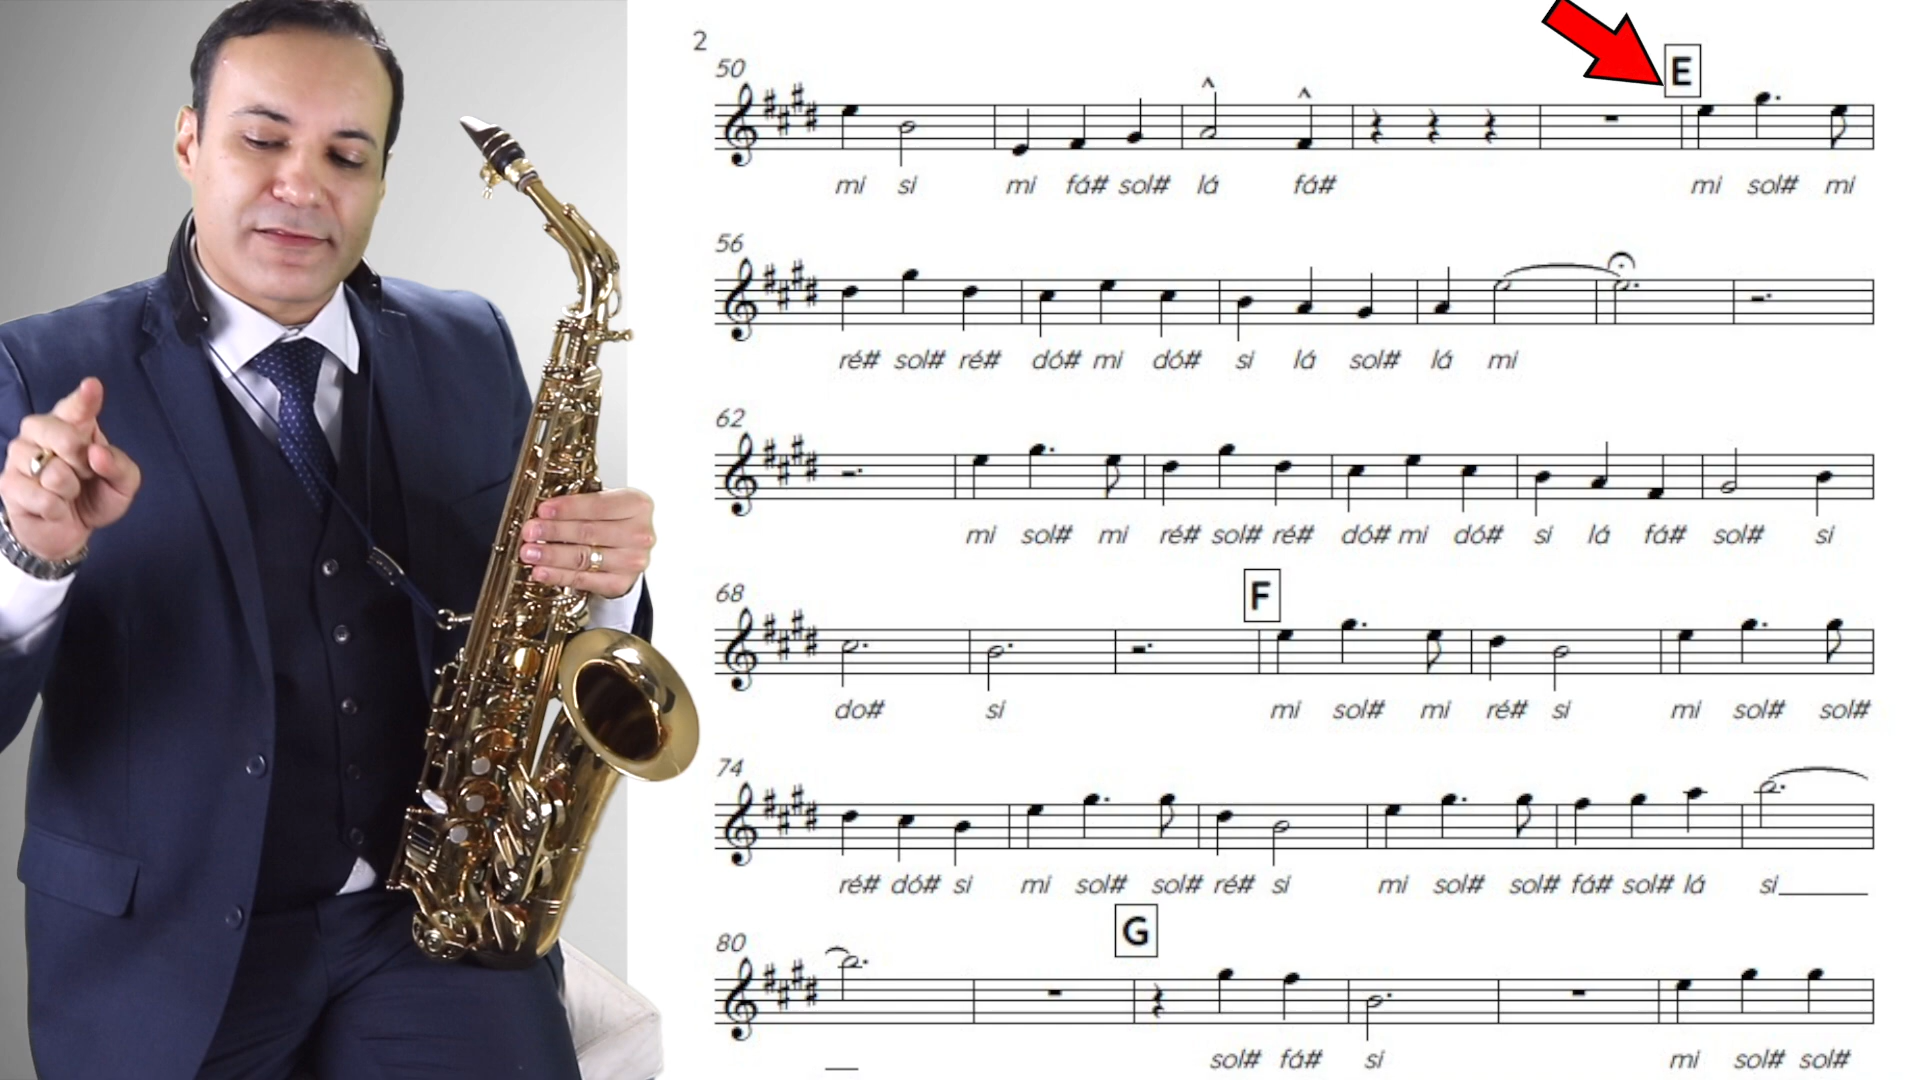 2
50
E
mi si mi fá# sol# lá fá# mi sol# mi
56
ré# sol# ré# dó# mi dó# si lá sol# lá mi
62
mi sol# mi ré# sol# ré# dó# mi dó# si lá fá# sol# si
68
F
do# si mi sol# mi ré# si mi sol# sol#
74
ré# dó# si mi sol# sol# ré# si mi sol# sol# fá# sol# lá si
80
G
sol# fá# si mi sol# sol#